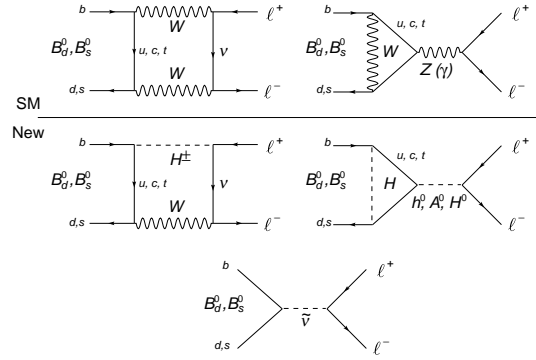 b W ℓ⁺
B⁰d, B⁰s u, c, t ν
d,s W ℓ⁻
b u, c, t ℓ⁺
B⁰d, B⁰s W Z (γ)
d,s ℓ⁻
SM
New
b H± ℓ⁺
B⁰d, B⁰s u, c, t ν
d,s W ℓ⁻
b u, c, t ℓ⁺
B⁰d, B⁰s H h⁰, A⁰, H⁰
d,s ℓ⁻
b ℓ⁺
B⁰d, B⁰s ν̃
d,s ℓ⁻